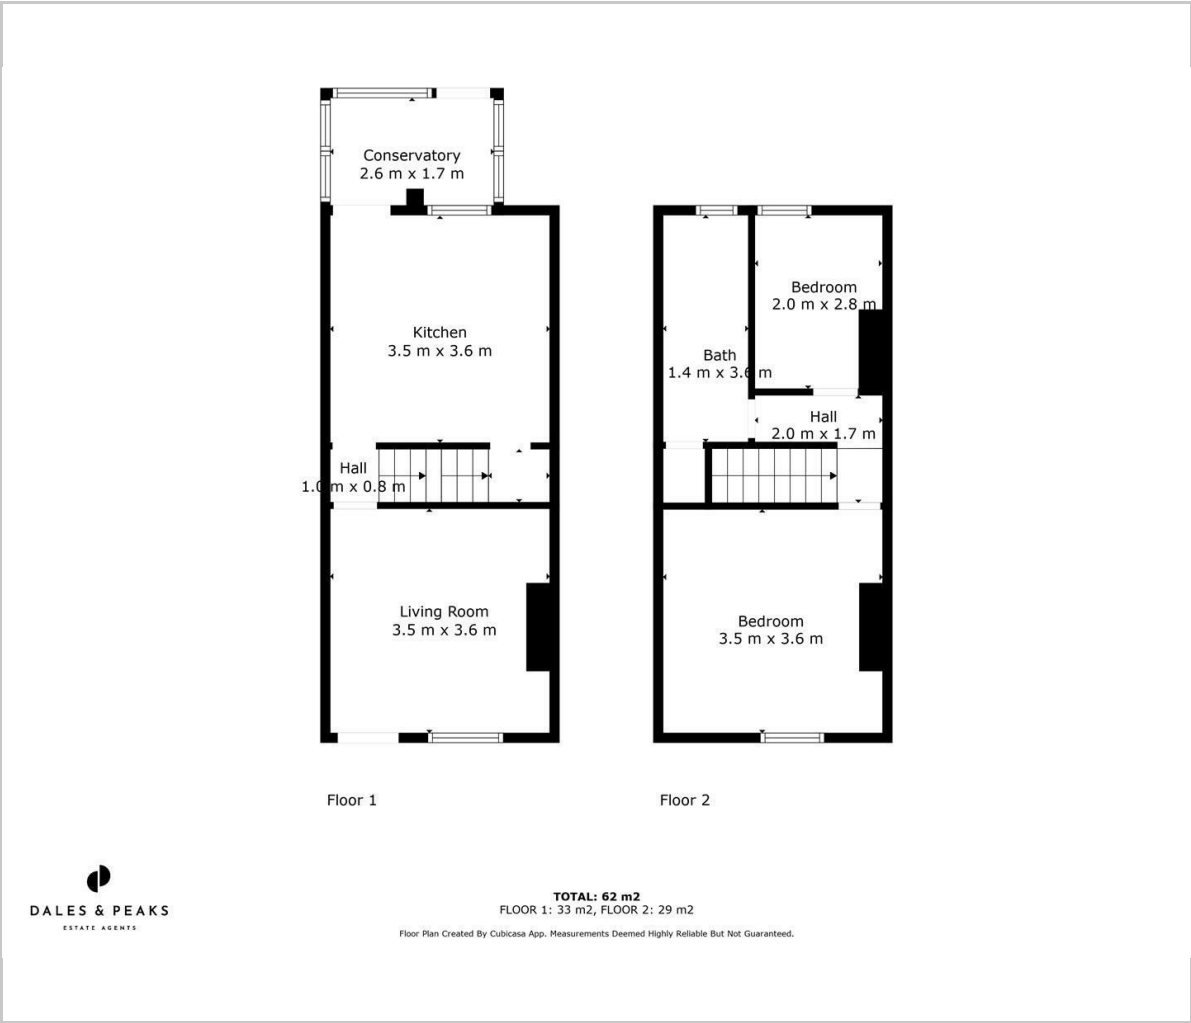 Conservatory
2.6 m x 1.7 m
Kitchen
3.5 m x 3.6 m
Hall
1.0 m x 0.8 m
Living Room
3.5 m x 3.6 m
Floor 1
Bedroom
2.0 m x 2.8 m
Bath
1.4 m x 3.6 m
Hall
2.0 m x 1.7 m
Bedroom
3.5 m x 3.6 m
Floor 2
DALES & PEAKS
ESTATE AGENTS
TOTAL: 62 m2
FLOOR 1: 33 m2, FLOOR 2: 29 m2
Floor Plan Created By Cubicasa App. Measurements Deemed Highly Reliable But Not Guaranteed.